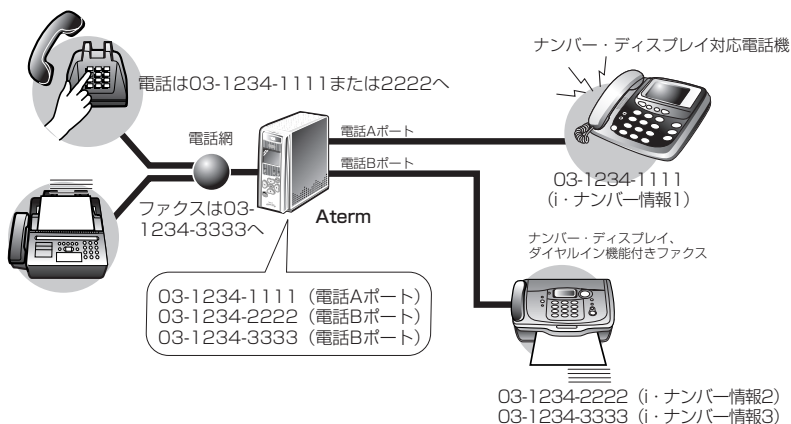 ナンバー・ディスプレイ対応電話機
電話は03-1234-1111または2222へ
電話網
電話Aポート
電話Bポート
03-1234-1111
(i・ナンバー情報1)
ファクスは03-
1234-3333へ
Aterm
ナンバー・ディスプレイ、
ダイヤルイン機能付きファクス
03-1234-1111（電話Aポート）
03-1234-2222（電話Bポート）
03-1234-3333（電話Bポート）
03-1234-2222（i・ナンバー情報2）
03-1234-3333（i・ナンバー情報3）